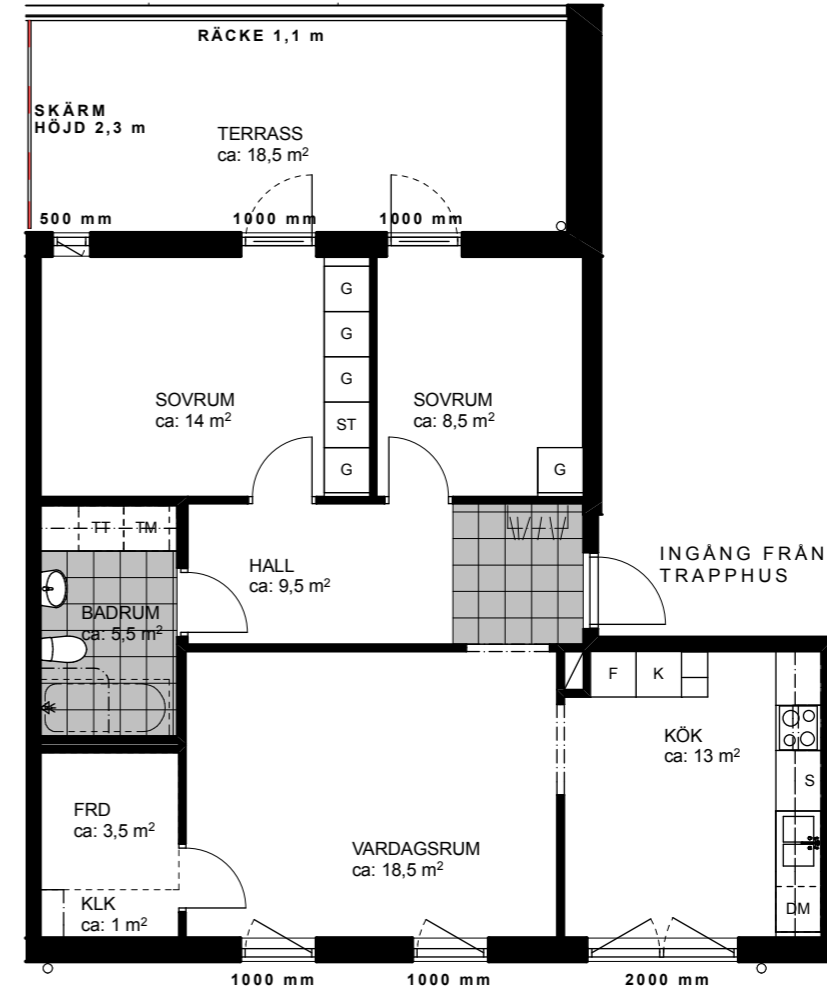 RÄCKE 1,1 m
SKÄRM
HÖJD 2,3 m
TERRASS
ca: 18,5 m²
500 mm
1000 mm
1000 mm
G
G
G
ST
G
SOVRUM
ca: 14 m²
SOVRUM
ca: 8,5 m²
G
TT
TM
HALL
ca: 9,5 m²
INGÅNG FRÅN
TRAPPHUS
BADRUM
ca: 5,5 m²
F
K
KÖK
ca: 13 m²
S
DM
FRD
ca: 3,5 m²
VARDAGSRUM
ca: 18,5 m²
KLK
ca: 1 m²
1000 mm
1000 mm
2000 mm